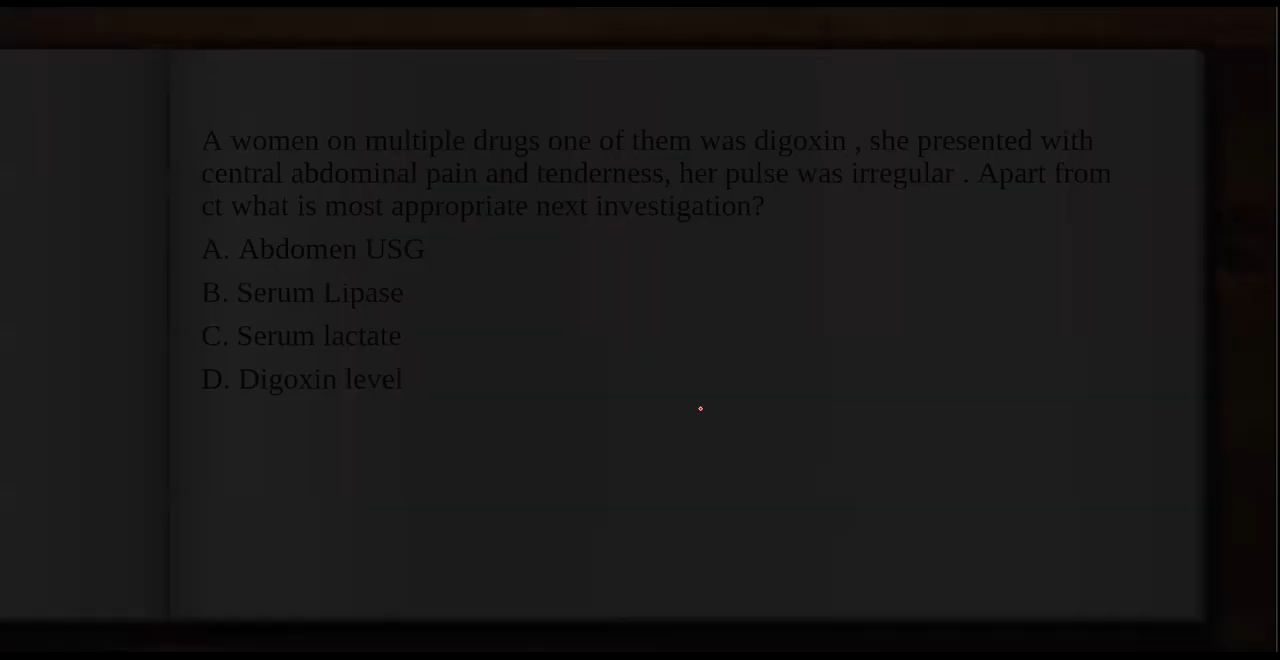 A women on multiple drugs one of them was digoxin , she presented with
central abdominal pain and tenderness, her pulse was irregular . Apart from
ct what is most appropriate next investigation?
A. Abdomen USG
B. Serum Lipase
C. Serum lactate
D. Digoxin level